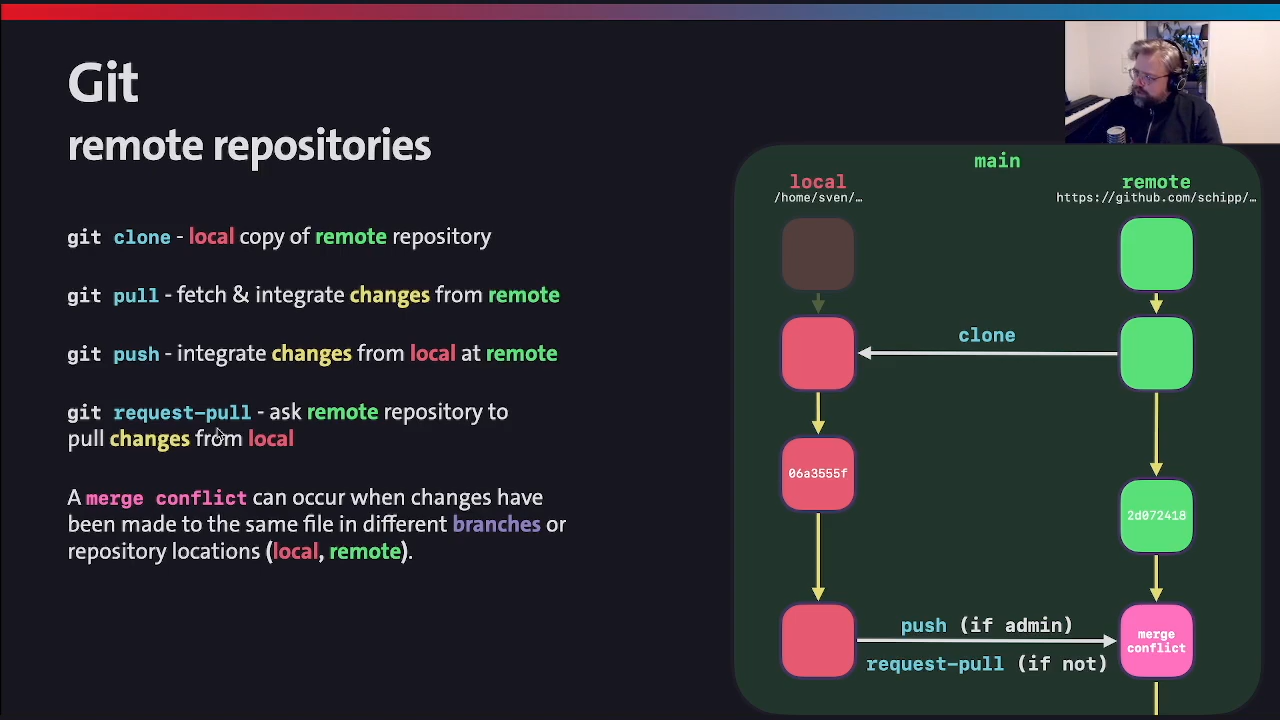 Git
remote repositories
git clone - local copy of remote repository
git pull - fetch & integrate changes from remote
git push - integrate changes from local at remote
git request-pull - ask remote repository to
pull changes from local
A merge conflict can occur when changes have
been made to the same file in different branches or
repository locations (local, remote).
main
local
/home/sven/…
remote
https://github.com/schipp/…
clone
06a3555f
2d072418
push (if admin)
request-pull (if not)
merge
conflict